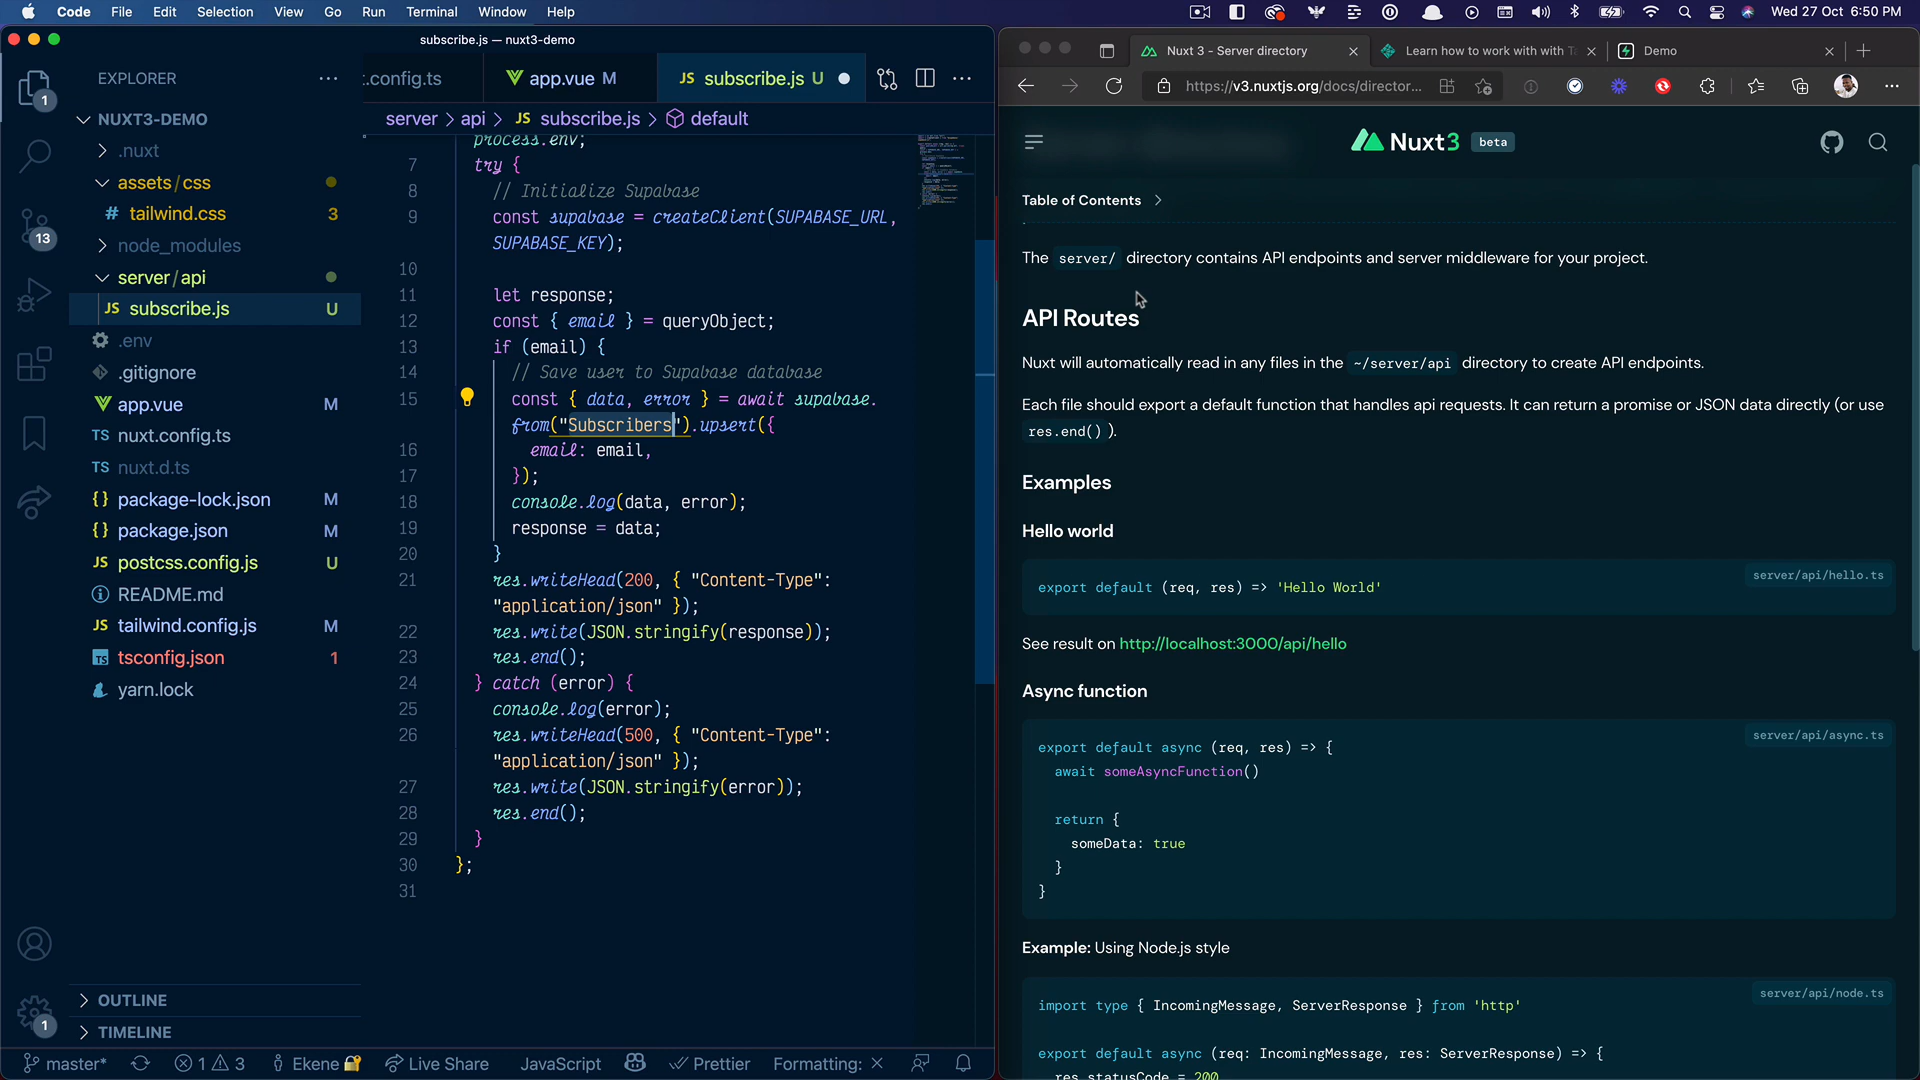 Code File Edit Selection View Go Run Terminal Window Help
Wed 27 Oct 6:50 PM
subscribe.js — nuxt3-demo
EXPLORER
NUXT3-DEMO
.nuxt
assets/css
tailwind.css 3
node_modules
server/api
subscribe.js U
.env
.gitignore
app.vue M
nuxt.config.ts
nuxt.d.ts
package-lock.json M
package.json M
postcss.config.js U
README.md
tailwind.config.js M
tsconfig.json 1
yarn.lock
OUTLINE
TIMELINE
1
13
1
t.config.ts
app.vue M
JS subscribe.js U
server > api > JS subscribe.js > default
process.env;
7 try {
8 // Initialize Supabase
9 const supabase = createClient(SUPABASE_URL,
SUPABASE_KEY);
10
11 let response;
12 const { email } = queryObject;
13 if (email) {
14 // Save user to Supabase database
15 const { data, error } = await supabase.
from("Subscribers").upsert({
16 email: email,
17 });
18 console.log(data, error);
19 response = data;
20 }
21 res.writeHead(200, { "Content-Type":
"application/json" });
22 res.write(JSON.stringify(response));
23 res.end();
24 } catch (error) {
25 console.log(error);
26 res.writeHead(500, { "Content-Type":
"application/json" });
27 res.write(JSON.stringify(error));
28 res.end();
29 }
30 };
31
master* 1 3 Ekene Live Share JavaScript Prettier Formatting: ×
Nuxt 3 - Server directory
Learn how to work with with Ta
Demo
https://v3.nuxtjs.org/docs/director...
Nuxt3 beta
Table of Contents
The server/ directory contains API endpoints and server middleware for your project.
API Routes
Nuxt will automatically read in any files in the ~/server/api directory to create API endpoints.
Each file should export a default function that handles api requests. It can return a promise or JSON data directly (or use
res.end() ).
Examples
Hello world
server/api/hello.ts
export default (req, res) => 'Hello World'
See result on http://localhost:3000/api/hello
Async function
server/api/async.ts
export default async (req, res) => {
await someAsyncFunction()
return {
someData: true
}
}
Example: Using Node.js style
server/api/node.ts
import type { IncomingMessage, ServerResponse } from 'http'
export default async (req: IncomingMessage, res: ServerResponse) => {
res.statusCode = 200